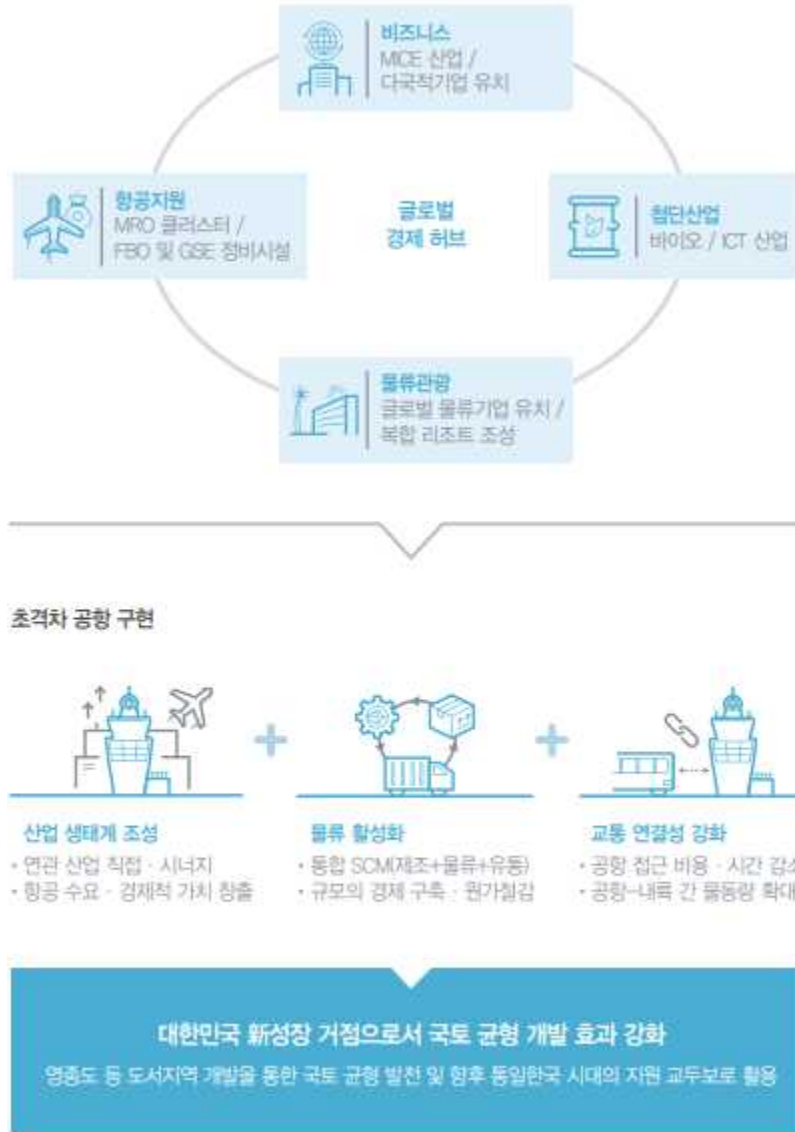 비즈니스
MICE 산업 /
다국적기업 유치
항공지원
MRO 클러스터 /
FBO 및 GSE 정비시설
글로벌
경제 허브
첨단산업
바이오 / ICT 산업
물류관광
글로벌 물류기업 유치 /
복합 리조트 조성
초격차 공항 구현
산업 생태계 조성
• 연관 산업 직접 · 시너지
• 항공 수요 · 경제적 가치 창출
물류 활성화
• 통합 SCM(제조+물류+유통)
• 규모의 경제 구축 · 원가절감
교통 연결성 강화
• 공항 접근 비용 · 시간 감소
• 공항-내륙 간 물동량 확대
대한민국 新성장 거점으로서 국토 균형 개발 효과 강화
영종도 등 도서지역 개발을 통한 국토 균형 발전 및 향후 통일한국 시대의 지원 교두보로 활용